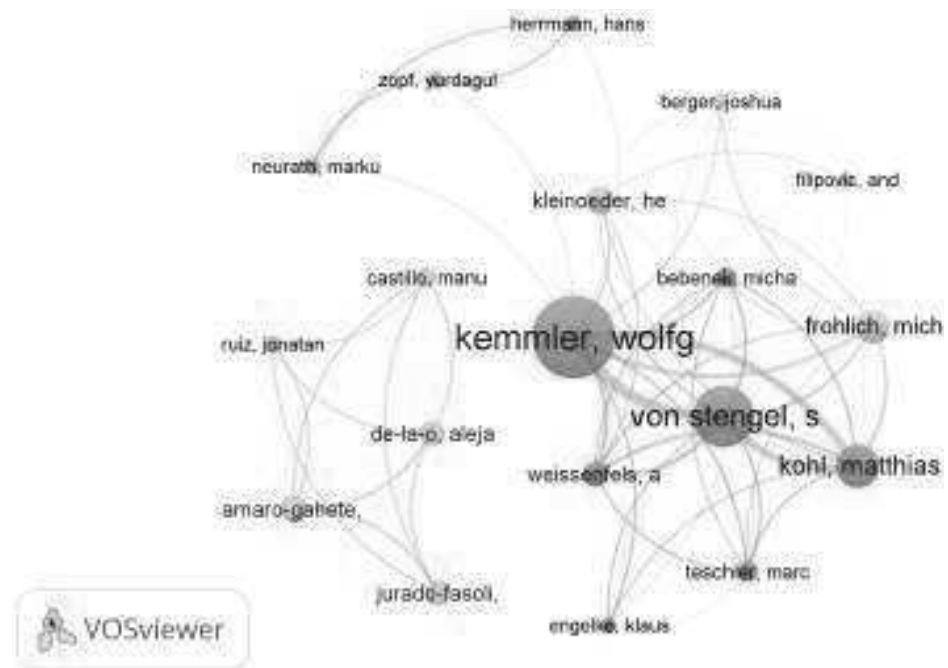 herrmann, hans
zopf, yurdagul
berger, joshua
neurath, marku
filipovic, and
kleinoeder, he
castillo, manu
bebenek, micha
ruiz, jonatan
kemmler, wolfg
frohlich, mich
von stengel, s
de-la-o, aleja
kohl, matthias
weissenfels, a
amaro-gahete,
teschler, marc
jurado-fasoli,
engelke, klaus
VOSviewer